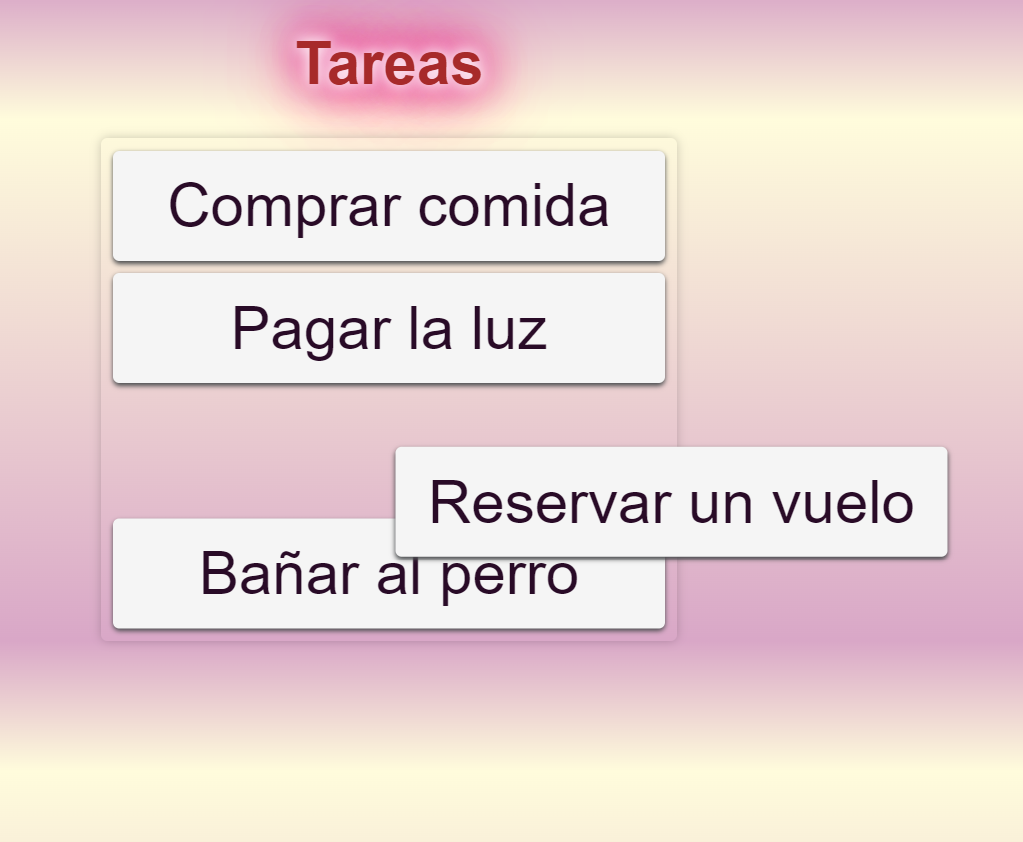 Tareas
Comprar comida
Pagar la luz
Reservar un vuelo
Bañar al perro